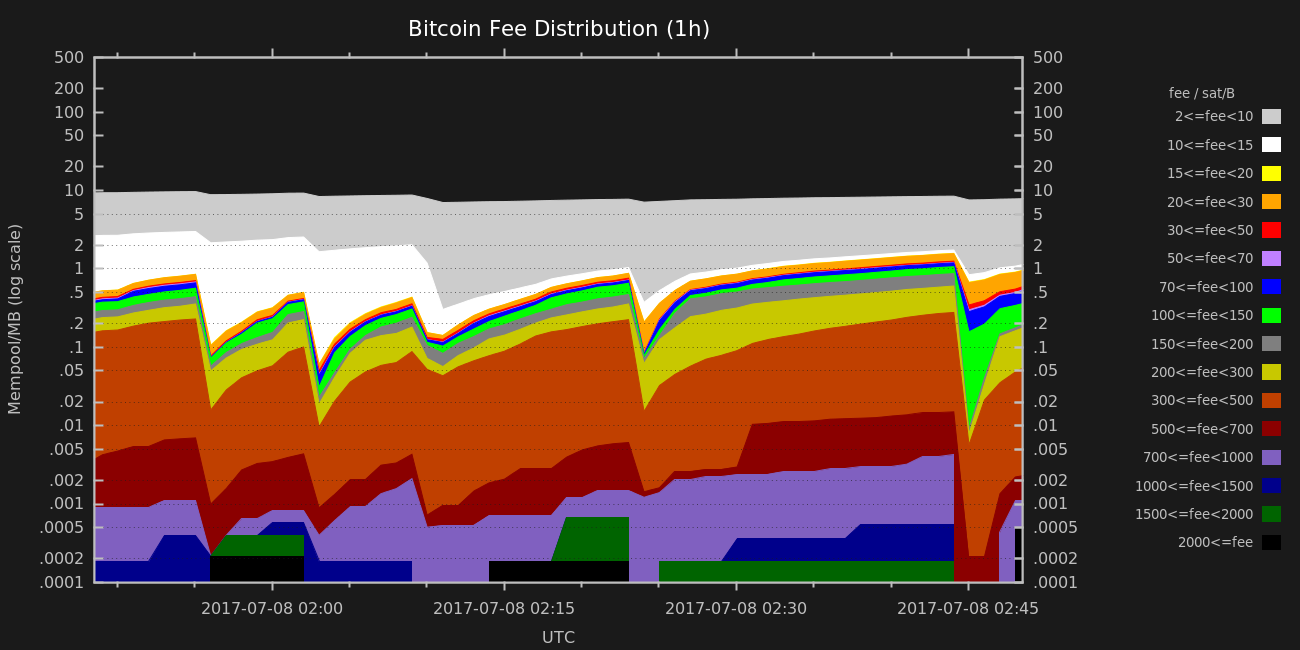 Bitcoin Fee Distribution (1h)
500 500
200 200
100 100
50 50
20 20
10 10
5 5
2 2
1 1
.5 .5
.2 .2
.1 .1
.05 .05
.02 .02
.01 .01
.005 .005
.002 .002
.001 .001
.0005 .0005
.0002 .0002
.0001 .0001
Mempool/MB (log scale)
2017-07-08 02:00 2017-07-08 02:15 2017-07-08 02:30 2017-07-08 02:45
UTC
fee / sat/B
2<=fee<10
10<=fee<15
15<=fee<20
20<=fee<30
30<=fee<50
50<=fee<70
70<=fee<100
100<=fee<150
150<=fee<200
200<=fee<300
300<=fee<500
500<=fee<700
700<=fee<1000
1000<=fee<1500
1500<=fee<2000
2000<=fee